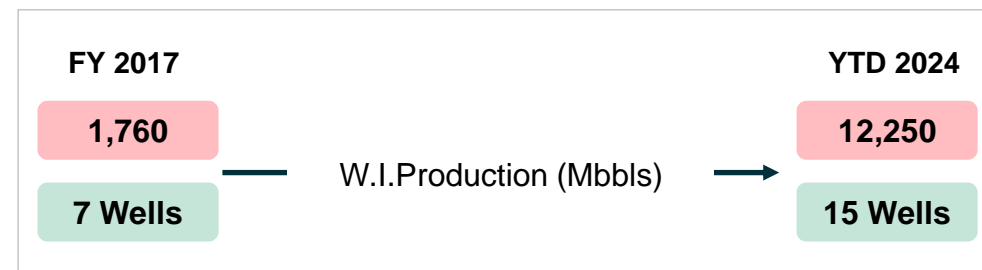 FY 2017
YTD 2024
1,760
12,250
W.I.Production (Mbbls)
7 Wells
15 Wells